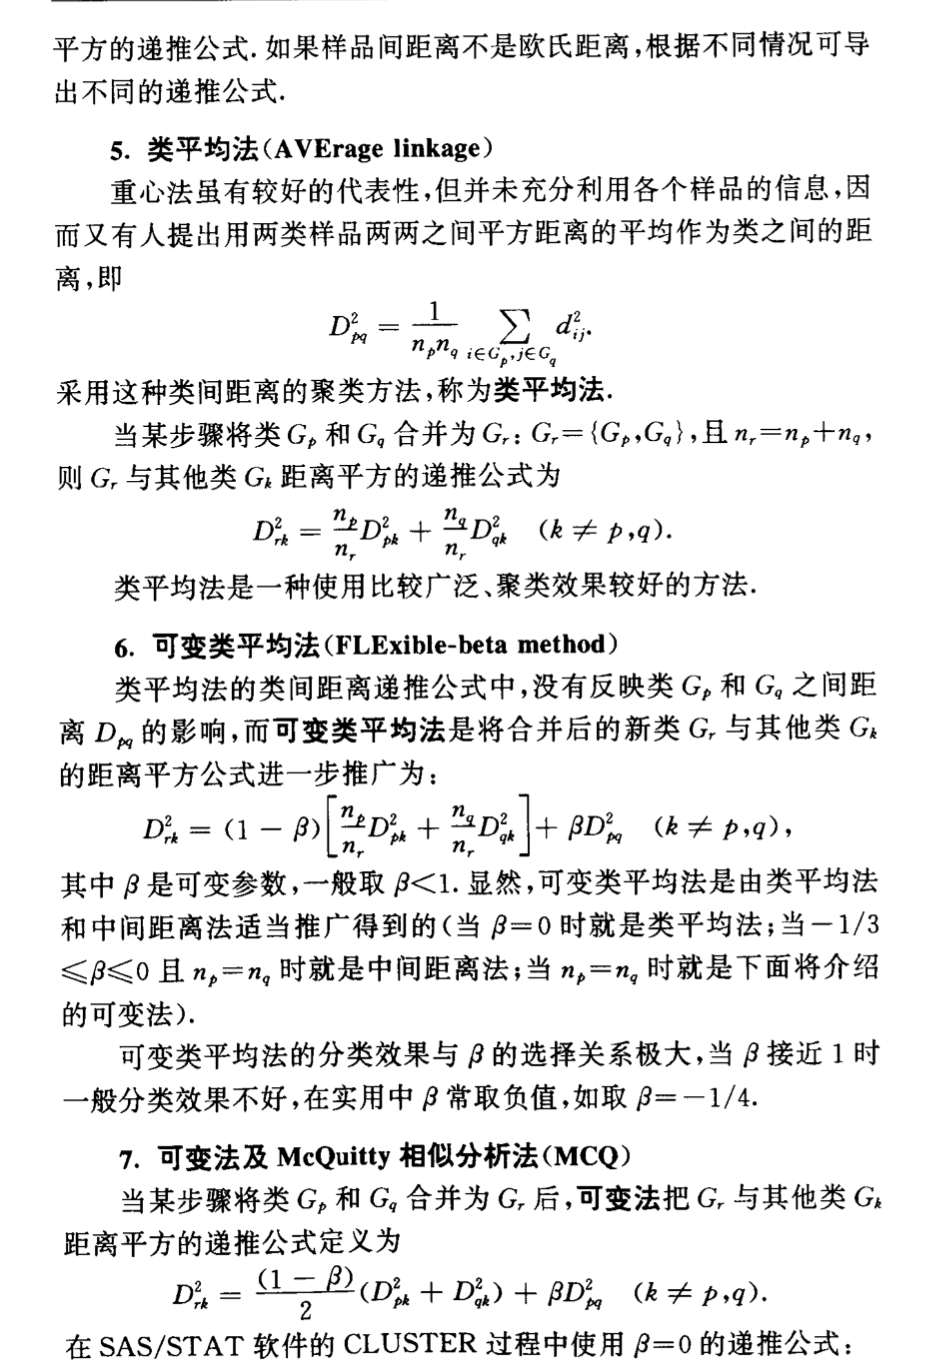 平方的递推公式.如果样品间距离不是欧氏距离,根据不同情况可导
出不同的递推公式.
5. 类平均法(AVErage linkage)
重心法虽有较好的代表性,但并未充分利用各个样品的信息,因
而又有人提出用两类样品两两之间平方距离的平均作为类之间的距
离,即
$D_{pq}^2 = \frac{1}{n_p n_q} \sum_{i \in G_p, j \in G_q} d_{ij}^2.$
采用这种类间距离的聚类方法,称为类平均法.
当某步骤将类 $G_p$ 和 $G_q$ 合并为 $G_r$: $G_r=\{G_p,G_q\}$,且 $n_r=n_p+n_q$,
则 $G_r$ 与其他类 $G_k$ 距离平方的递推公式为
$D_{rk}^2 = \frac{n_p}{n_r} D_{pk}^2 + \frac{n_q}{n_r} D_{qk}^2 \quad (k \neq p,q).$
类平均法是一种使用比较广泛、聚类效果较好的方法.
6. 可变类平均法(FLExible-beta method)
类平均法的类间距离递推公式中,没有反映类 $G_p$ 和 $G_q$ 之间距
离 $D_{pq}$ 的影响,而可变类平均法是将合并后的新类 $G_r$ 与其他类 $G_k$
的距离平方公式进一步推广为:
$D_{rk}^2 = (1-\beta)\left[\frac{n_p}{n_r} D_{pk}^2 + \frac{n_q}{n_r} D_{qk}^2\right] + \beta D_{pq}^2 \quad (k \neq p,q),$
其中 β 是可变参数,一般取 β<1.显然,可变类平均法是由类平均法
和中间距离法适当推广得到的(当 β=0 时就是类平均法;当-1/3
≤β≤0 且 $n_p=n_q$ 时就是中间距离法;当 $n_p=n_q$ 时就是下面将介绍
的可变法).
可变类平均法的分类效果与 β 的选择关系极大,当 β 接近 1 时
一般分类效果不好,在实用中 β 常取负值,如取 β=-1/4.
7. 可变法及 McQuitty 相似分析法(MCQ)
当某步骤将类 $G_p$ 和 $G_q$ 合并为 $G_r$ 后,可变法把 $G_r$ 与其他类 $G_k$
距离平方的递推公式定义为
$D_{rk}^2 = \frac{(1-\beta)}{2}(D_{pk}^2 + D_{qk}^2) + \beta D_{pq}^2 \quad (k \neq p,q).$
在 SAS/STAT 软件的 CLUSTER 过程中使用 β=0 的递推公式: